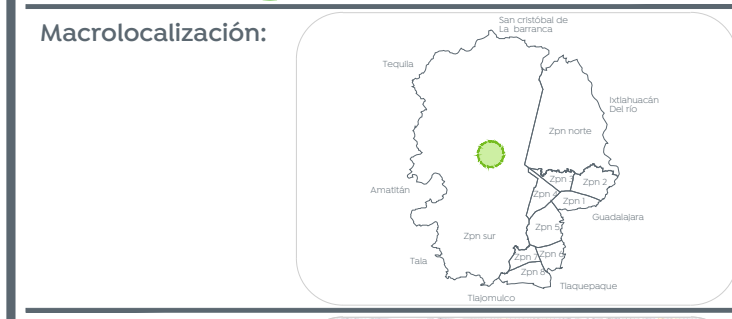 Macrolocalización:
San cristóbal de
La barranca
Tequila
Ixtlahuacán
Del río
Zpn norte
Zpn 3
Zpn 2
Amatitán
Zpn 4
Zpn 1
Guadalajara
Zpn 5
Zpn sur
Zpn 7
Zpn 6
Tala
Zpn 8
Tlaquepaque
Tlajomulco